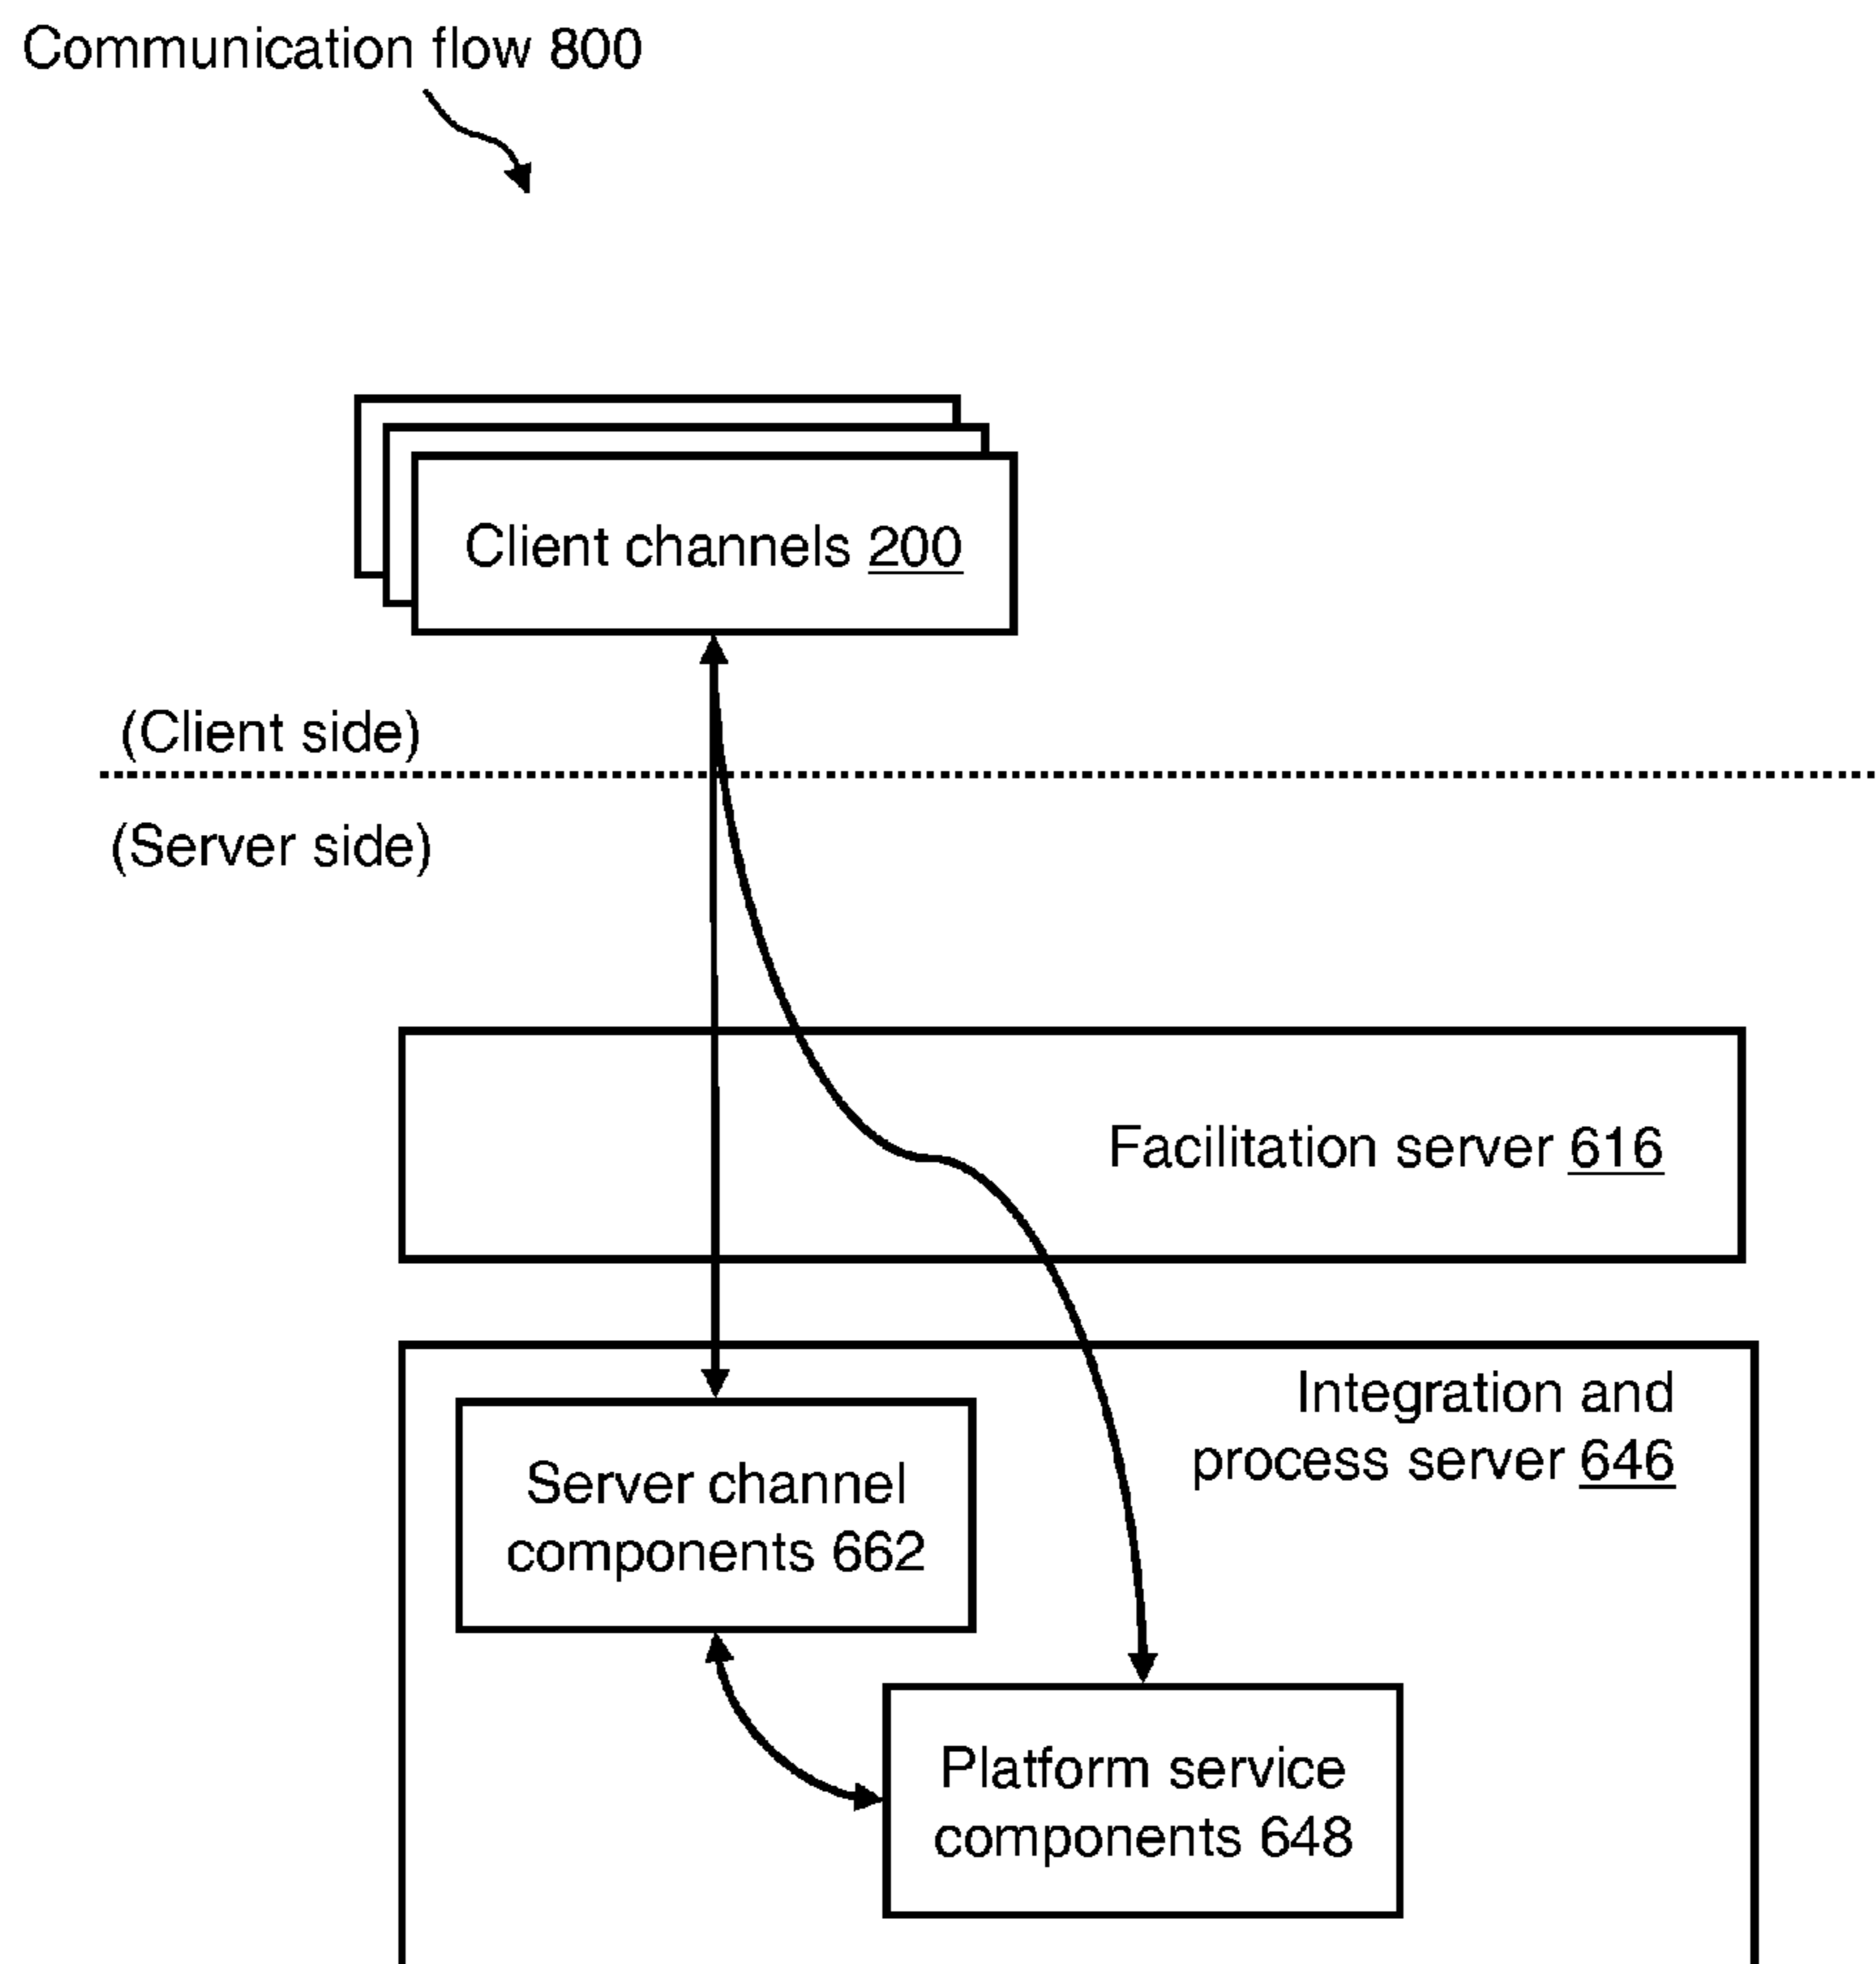 Communication flow 800
Client channels 200
(Client side)
(Server side)
Facilitation server 616
Integration and
process server 646
Server channel
components 662
Platform service
components 648